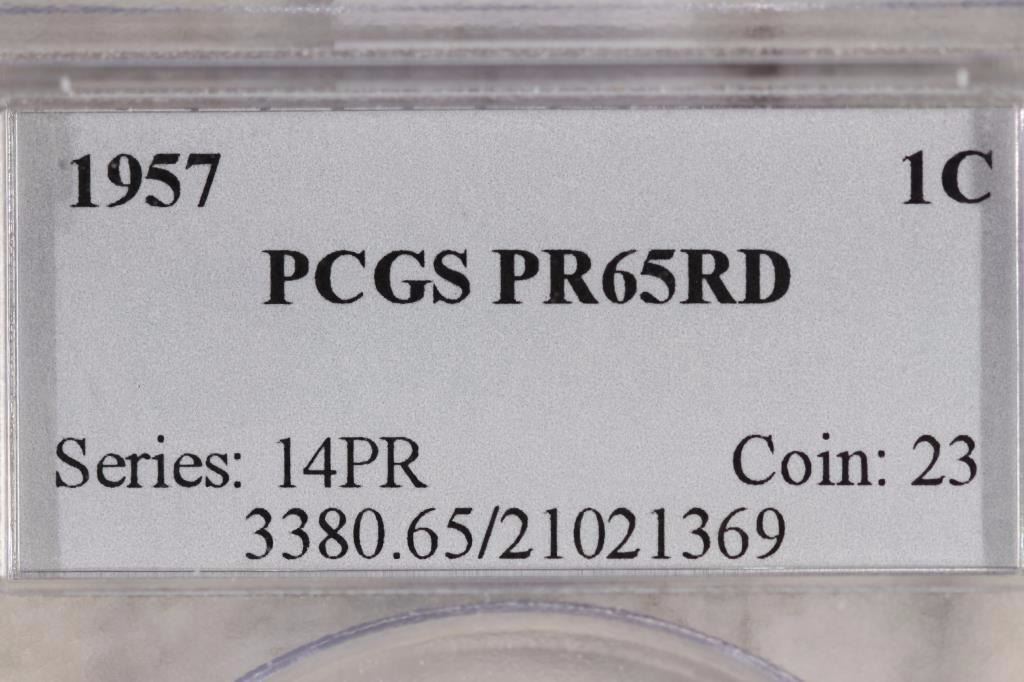 1957 1C
PCGS PR65RD
Series: 14PR Coin: 23
3380.65/21021369